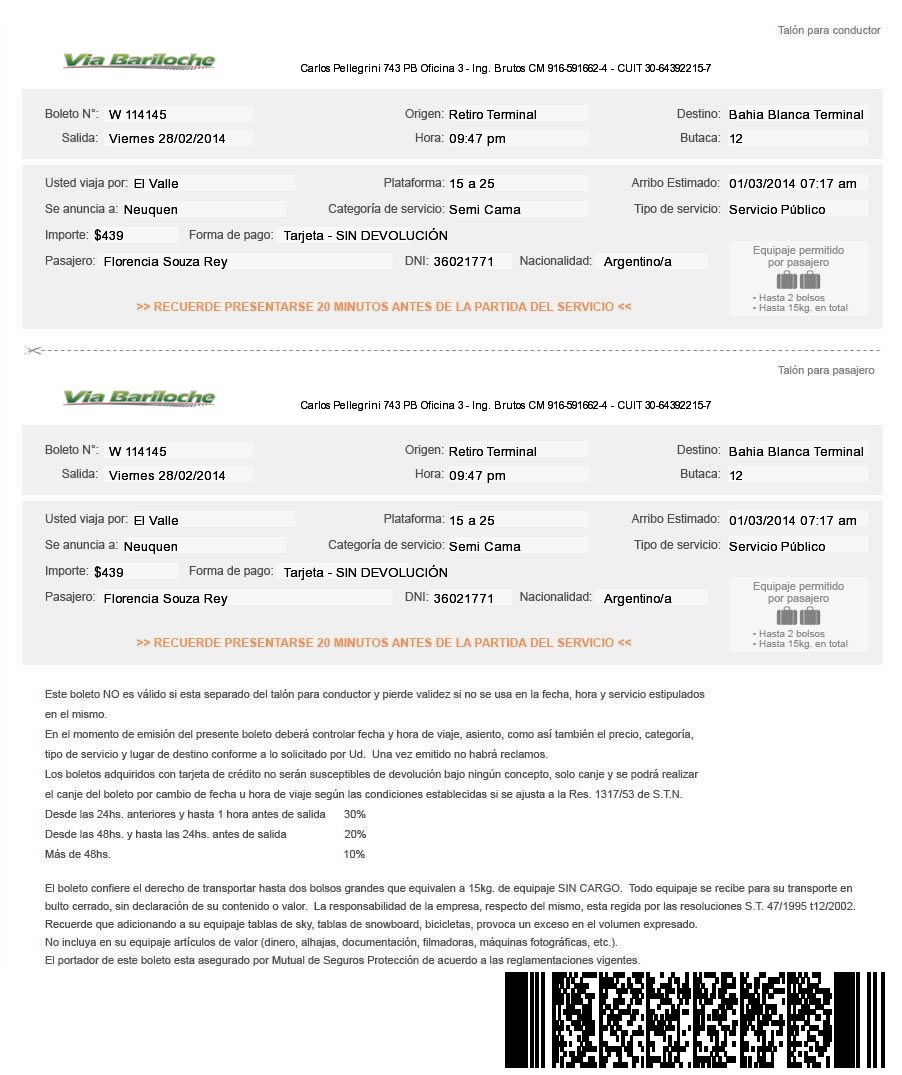 Talón para conductor
Via Bariloche
Carlos Pellegrini 743 PB Oficina 3 - Ing. Brutos CM 916-591662-4 - CUIT 30-64392215-7
Boleto N°: W 114145 Origen: Retiro Terminal Destino: Bahia Blanca Terminal
Salida: Viernes 28/02/2014 Hora: 09:47 pm Butaca: 12
Usted viaja por: El Valle Plataforma: 15 a 25 Arribo Estimado: 01/03/2014 07:17 am
Se anuncia a: Neuquen Categoría de servicio: Semi Cama Tipo de servicio: Servicio Público
Importe: $439 Forma de pago: Tarjeta - SIN DEVOLUCIÓN
Pasajero: Florencia Souza Rey DNI: 36021771 Nacionalidad: Argentino/a
Equipaje permitido
por pasajero
• Hasta 2 bolsos
• Hasta 15kg. en total
>> RECUERDE PRESENTARSE 20 MINUTOS ANTES DE LA PARTIDA DEL SERVICIO <<
Talón para pasajero
Via Bariloche
Carlos Pellegrini 743 PB Oficina 3 - Ing. Brutos CM 916-591662-4 - CUIT 30-64392215-7
Boleto N°: W 114145 Origen: Retiro Terminal Destino: Bahia Blanca Terminal
Salida: Viernes 28/02/2014 Hora: 09:47 pm Butaca: 12
Usted viaja por: El Valle Plataforma: 15 a 25 Arribo Estimado: 01/03/2014 07:17 am
Se anuncia a: Neuquen Categoría de servicio: Semi Cama Tipo de servicio: Servicio Público
Importe: $439 Forma de pago: Tarjeta - SIN DEVOLUCIÓN
Pasajero: Florencia Souza Rey DNI: 36021771 Nacionalidad: Argentino/a
Equipaje permitido
por pasajero
• Hasta 2 bolsos
• Hasta 15kg. en total
>> RECUERDE PRESENTARSE 20 MINUTOS ANTES DE LA PARTIDA DEL SERVICIO <<
Este boleto NO es válido si esta separado del talón para conductor y pierde validez si no se usa en la fecha, hora y servicio estipulados
en el mismo.
En el momento de emisión del presente boleto deberá controlar fecha y hora de viaje, asiento, como así también el precio, categoría,
tipo de servicio y lugar de destino conforme a lo solicitado por Ud. Una vez emitido no habrá reclamos.
Los boletos adquiridos con tarjeta de crédito no serán susceptibles de devolución bajo ningún concepto, solo canje y se podrá realizar
el canje del boleto por cambio de fecha u hora de viaje según las condiciones establecidas si se ajusta a la Res. 1317/53 de S.T.N.
Desde las 24hs. anteriores y hasta 1 hora antes de salida 30%
Desde las 48hs. y hasta las 24hs. antes de salida 20%
Más de 48hs. 10%
El boleto confiere el derecho de transportar hasta dos bolsos grandes que equivalen a 15kg. de equipaje SIN CARGO. Todo equipaje se recibe para su transporte en
bulto cerrado, sin declaración de su contenido o valor. La responsabilidad de la empresa, respecto del mismo, esta regida por las resoluciones S.T. 47/1995 t12/2002.
Recuerde que adicionando a su equipaje tablas de sky, tablas de snowboard, bicicletas, provoca un exceso en el volumen expresado.
No incluya en su equipaje artículos de valor (dinero, alhajas, documentación, filmadoras, máquinas fotográficas, etc.).
El portador de este boleto esta asegurado por Mutual de Seguros Protección de acuerdo a las reglamentaciones vigentes.